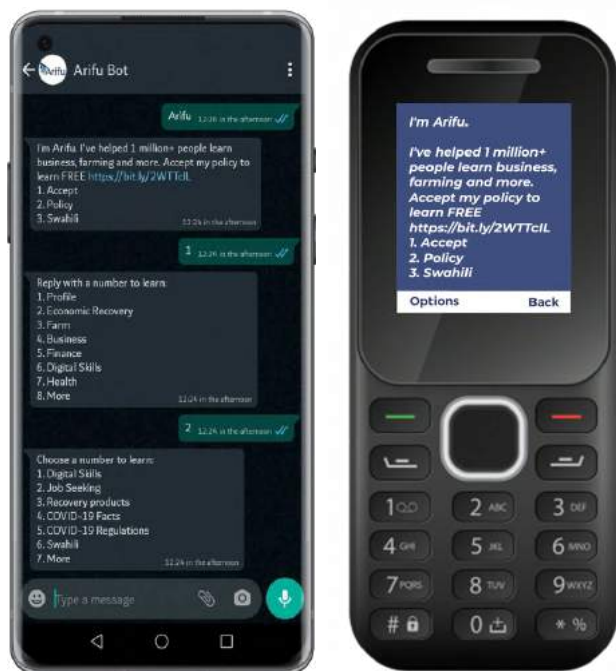 Arifu
Arifu Bot
Arifu 12:24 in the afternoon
I'm Arifu. I've helped 1 million+ people learn
business, farming and more. Accept my policy to
learn FREE https://bit.ly/2WTTcIL
1. Accept
2. Policy
3. Swahili
12:24 in the afternoon
1 12:24 in the afternoon
Reply with a number to learn:
1. Profile
2. Economic Recovery
3. Farm
4. Business
5. Finance
6. Digital Skills
7. Health
8. More
12:24 in the afternoon
2 12:24 in the afternoon
Choose a number to learn:
1. Digital Skills
2. Job Seeking
3. Recovery products
4. COVID-19 Facts
5. COVID-19 Regulations
6. Swahili
7. More
12:24 in the afternoon
Type a message
I'm Arifu.
I've helped 1 million+
people learn business,
farming and more.
Accept my policy to
learn FREE
https://bit.ly/2WTTcIL
1. Accept
2. Policy
3. Swahili
Options Back
1 2 ABC 3 DEF
4 GHI 5 JKL 6 MNO
7 PQRS 8 TUV 9 WXYZ
# 0 * %